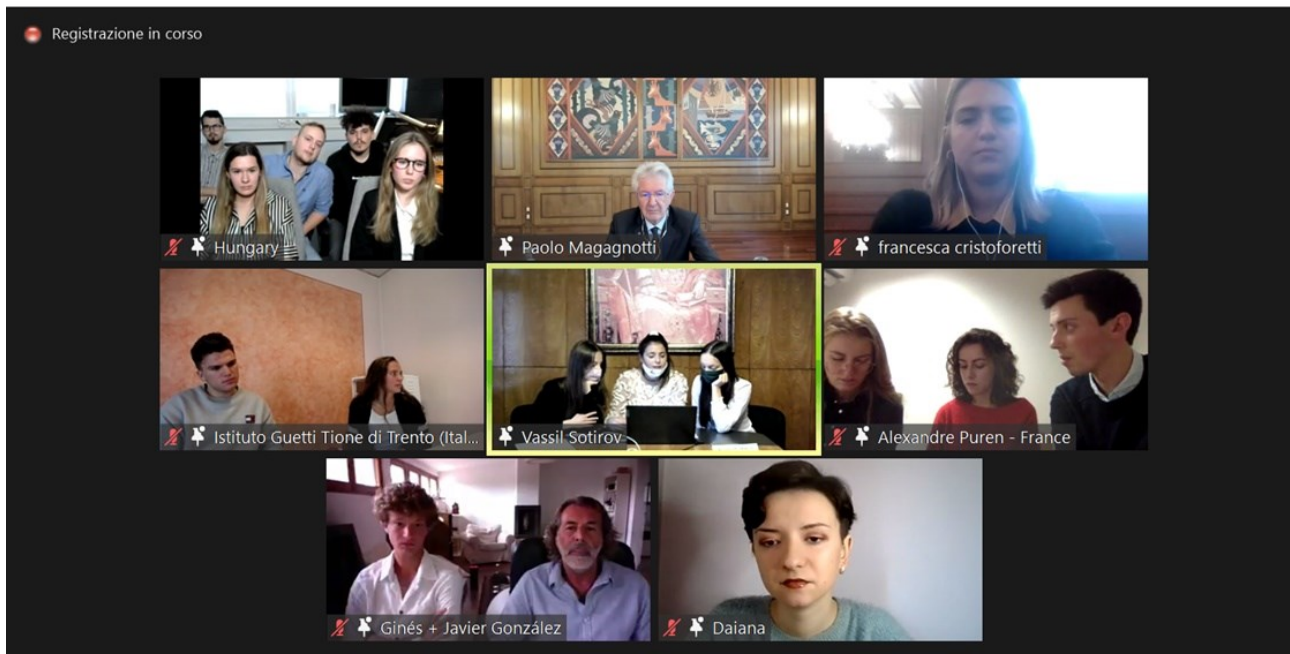 Registrazione in corso
Hungary
Paolo Magagnotti
francesca cristoforetti
Istituto Guetti Tione di Trento (Ital...
Vassil Sotirov
Alexandre Puren - France
Ginés + Javier González
Daiana